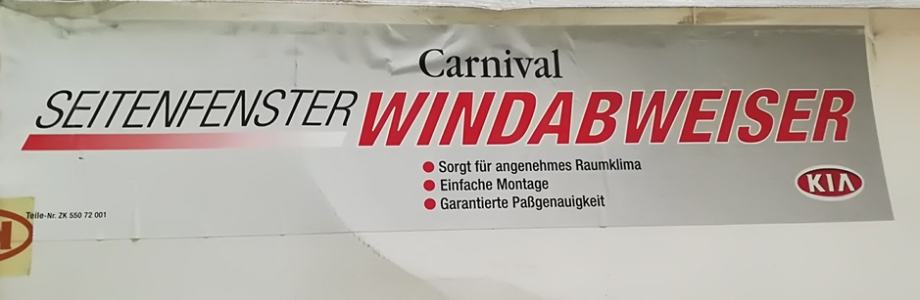 Carnival
SEITENFENSTER WINDABWEISER
Sorgt für angenehmes Raumklima
Einfache Montage
Garantierte Paßgenauigkeit
KIA
Teile-Nr. ZK 550 72 001